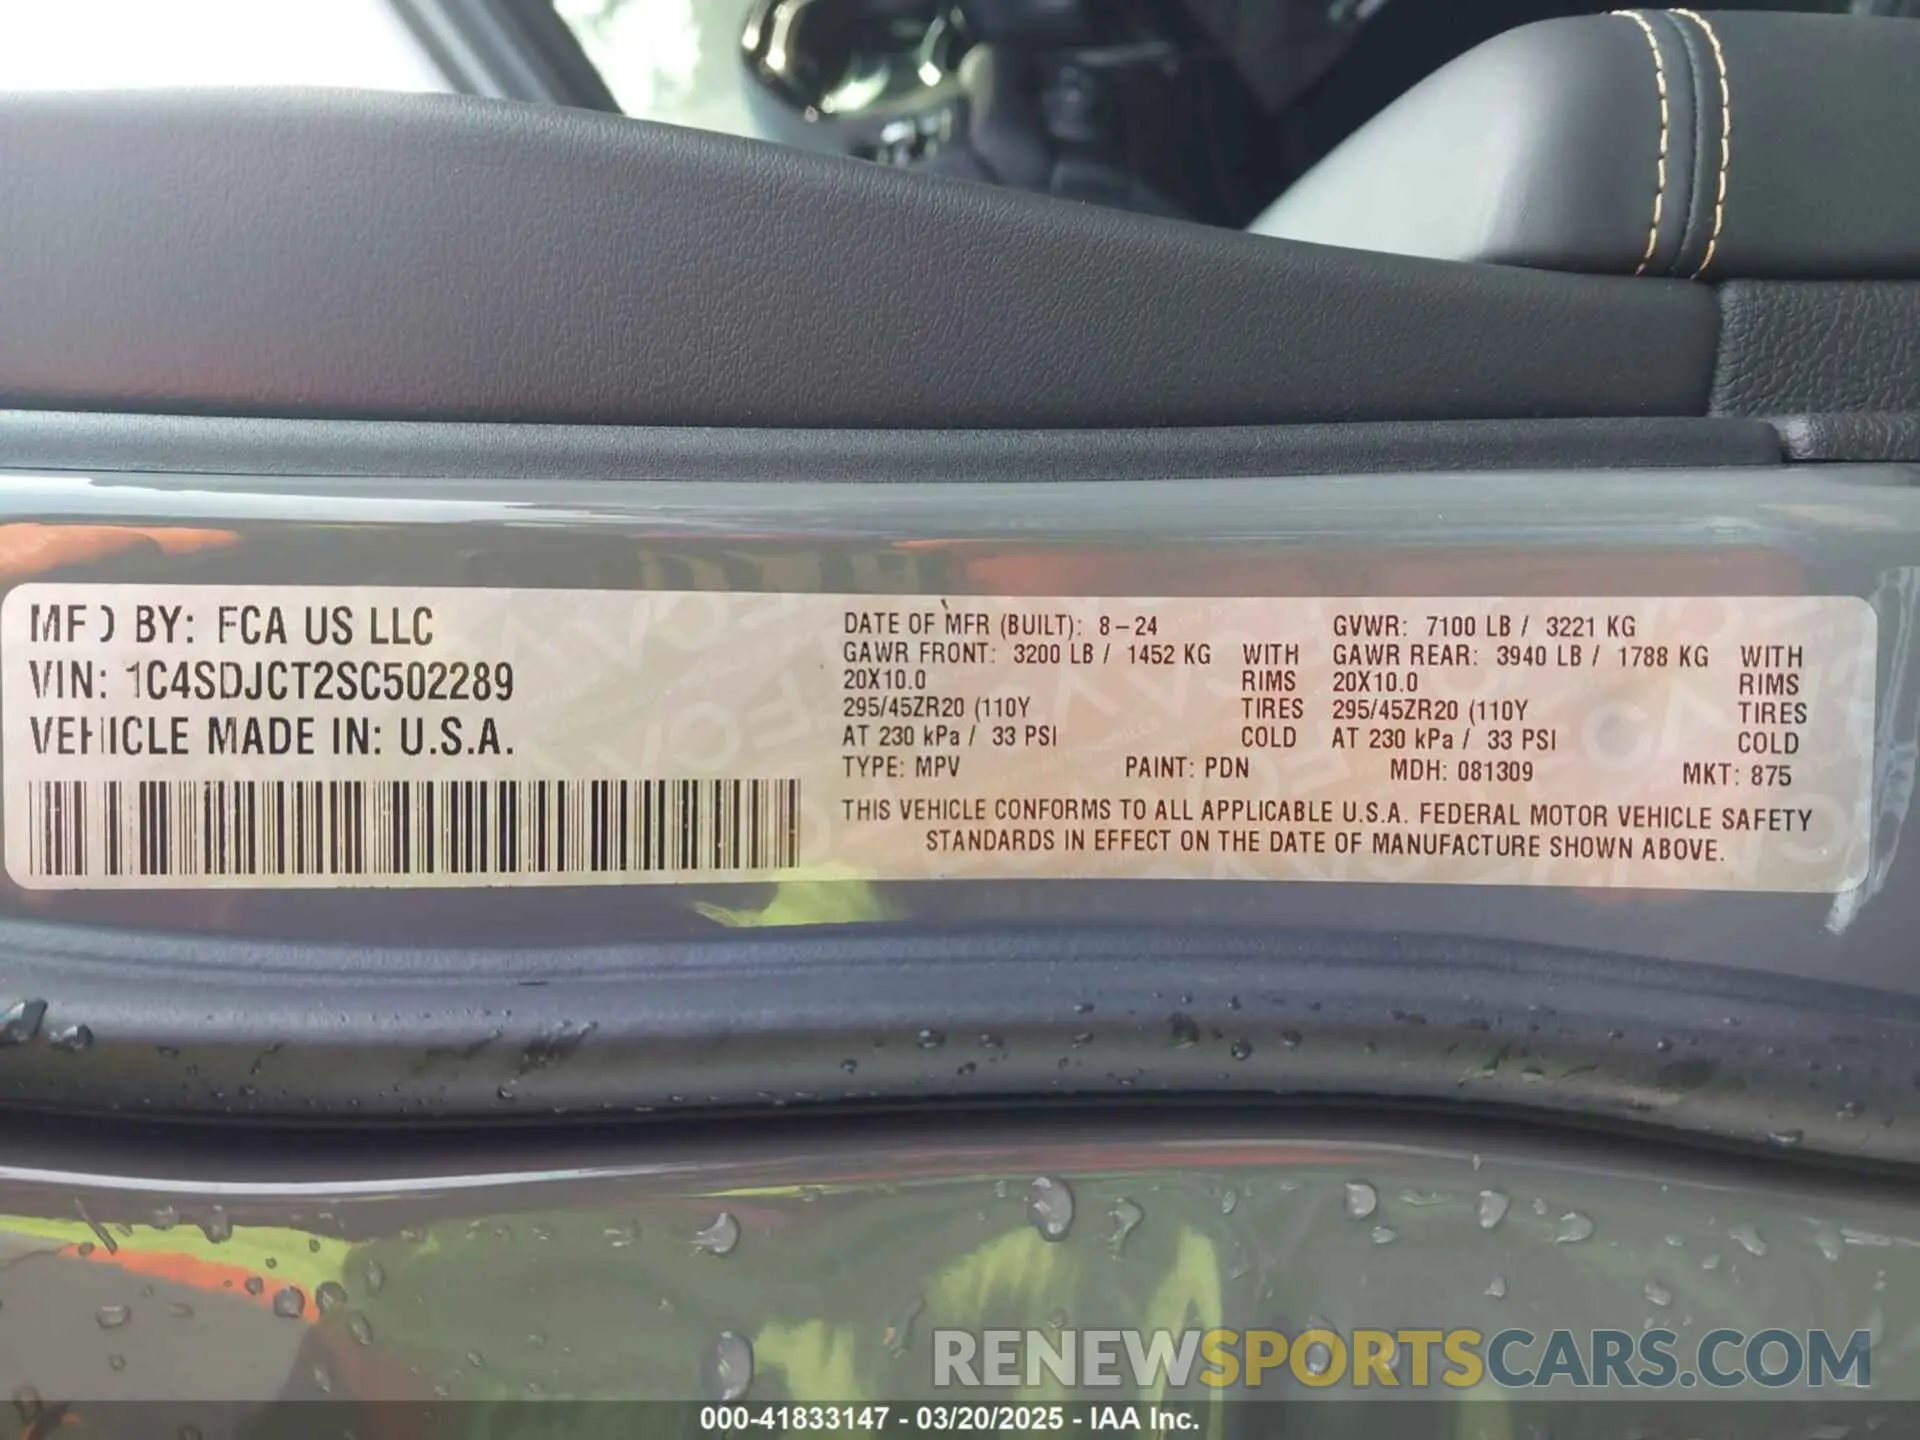 MFD BY: FCA US LLC
VIN: 1C4SDJCT2SC502289
VEHICLE MADE IN: U.S.A.
DATE OF MFR (BUILT): 8-24 GVWR: 7100 LB / 3221 KG
GAWR FRONT: 3200 LB / 1452 KG WITH GAWR REAR: 3940 LB / 1788 KG WITH
20X10.0 RIMS 20X10.0 RIMS
295/45ZR20 (110Y TIRES 295/45ZR20 (110Y TIRES
AT 230 kPa / 33 PSI COLD AT 230 kPa / 33 PSI COLD
TYPE: MPV PAINT: PDN MDH: 081309 MKT: 875
THIS VEHICLE CONFORMS TO ALL APPLICABLE U.S.A. FEDERAL MOTOR VEHICLE SAFETY
STANDARDS IN EFFECT ON THE DATE OF MANUFACTURE SHOWN ABOVE.
RENEWSPORTSCARS.COM
000-41833147 - 03/20/2025 - IAA Inc.